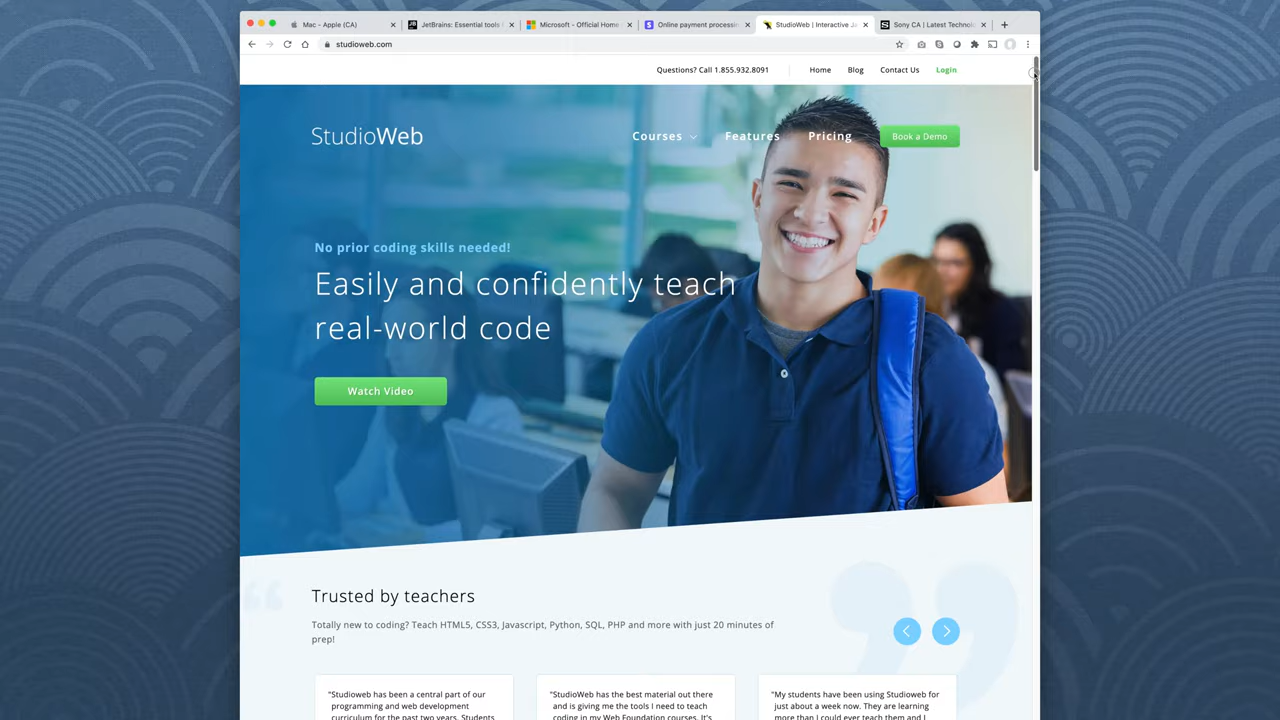 Mac - Apple (CA)
JetBrains: Essential tools f
Microsoft - Official Home
Online payment processin
StudioWeb | Interactive Ja
Sony CA | Latest Technolo
studioweb.com
Questions? Call 1.855.932.8091
Home
Blog
Contact Us
Login
StudioWeb
Courses
Features
Pricing
Book a Demo
No prior coding skills needed!
Easily and confidently teach
real-world code
Watch Video
Trusted by teachers
Totally new to coding? Teach HTML5, CSS3, Javascript, Python, SQL, PHP and more with just 20 minutes of
prep!
"Studioweb has been a central part of our
programming and web development
curriculum for the past two years. Students
"StudioWeb has the best material out there
and is giving me the tools I need to teach
coding in my Web Foundation courses. It's
"My students have been using Studioweb for
just about a week now. They are learning
more than I could ever teach them and I